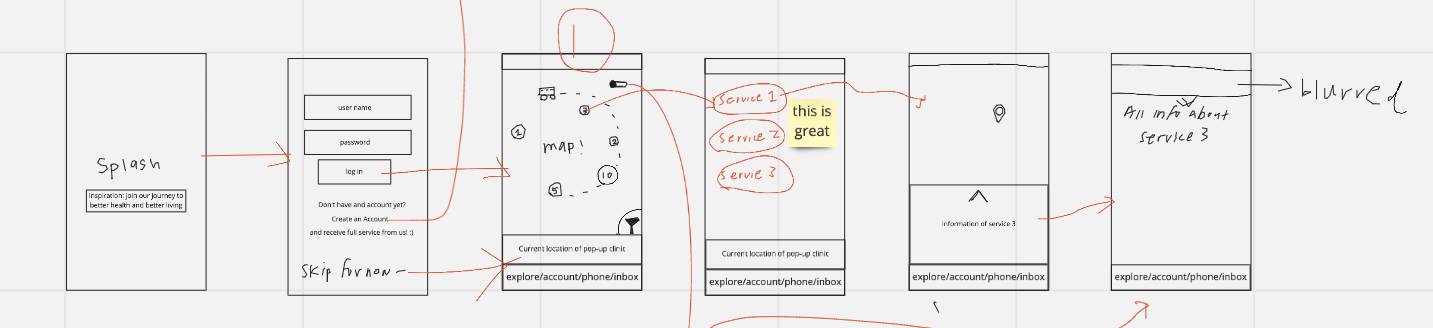 Splash
Inspiration: join our journey to
better health and better living
user name
password
log in
Don't have and account yet?
Create an Account
and receive full service from us! :)
Skip for now
1
3
1
map!
2
10
5
Current location of pop-up clinic
explore/account/phone/inbox
Service 1
this is
great
Service 2
Servie 3
Current location of pop-up clinic
explore/account/phone/inbox
information of service 3
explore/account/phone/inbox
blurred
All info about
Service 3
explore/account/phone/inbox